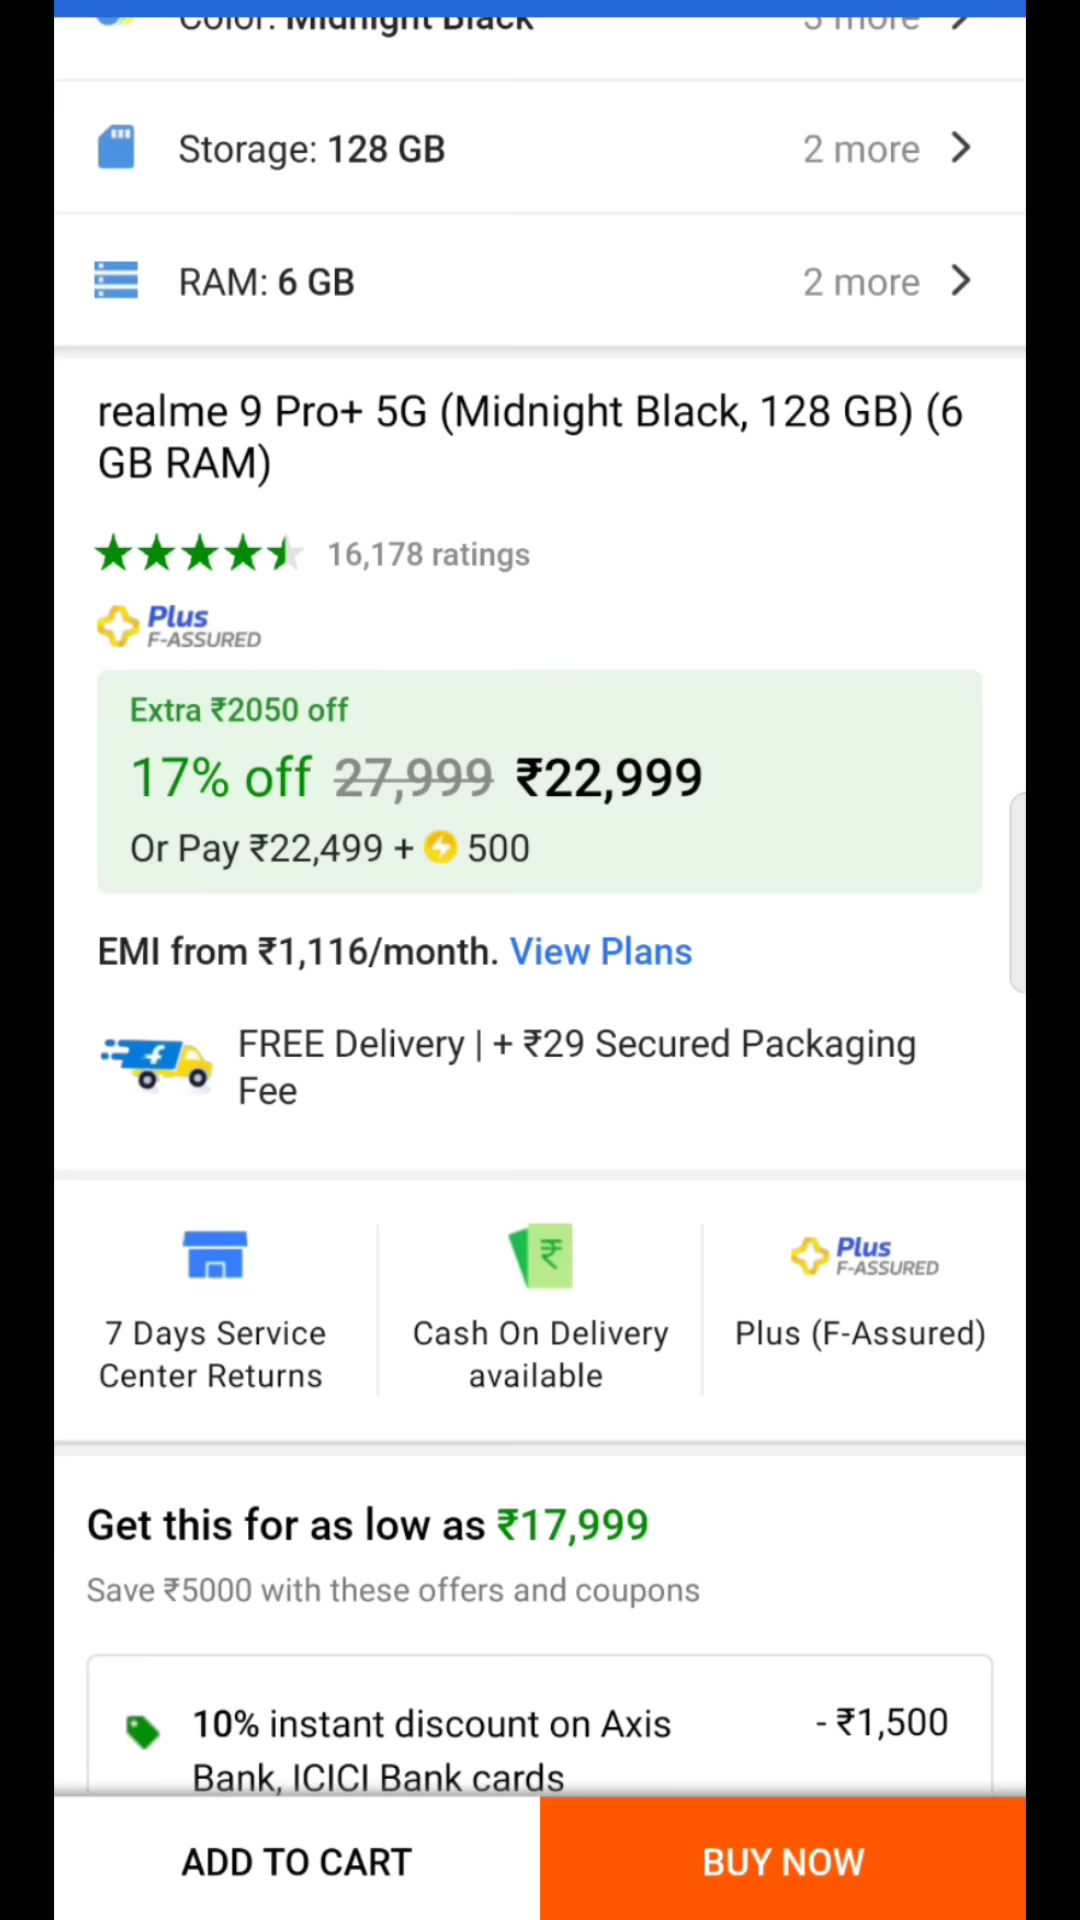 Color: Midnight Black 3 more
Storage: 128 GB 2 more
RAM: 6 GB 2 more
realme 9 Pro+ 5G (Midnight Black, 128 GB) (6
GB RAM)
16,178 ratings
Plus
F-ASSURED
Extra ₹2050 off
17% off 27,999 ₹22,999
Or Pay ₹22,499 + 500
EMI from ₹1,116/month. View Plans
FREE Delivery | + ₹29 Secured Packaging
Fee
₹
Plus
F-ASSURED
7 Days Service
Center Returns
Cash On Delivery
available
Plus (F-Assured)
Get this for as low as ₹17,999
Save ₹5000 with these offers and coupons
10% instant discount on Axis - ₹1,500
Bank, ICICI Bank cards
ADD TO CART BUY NOW